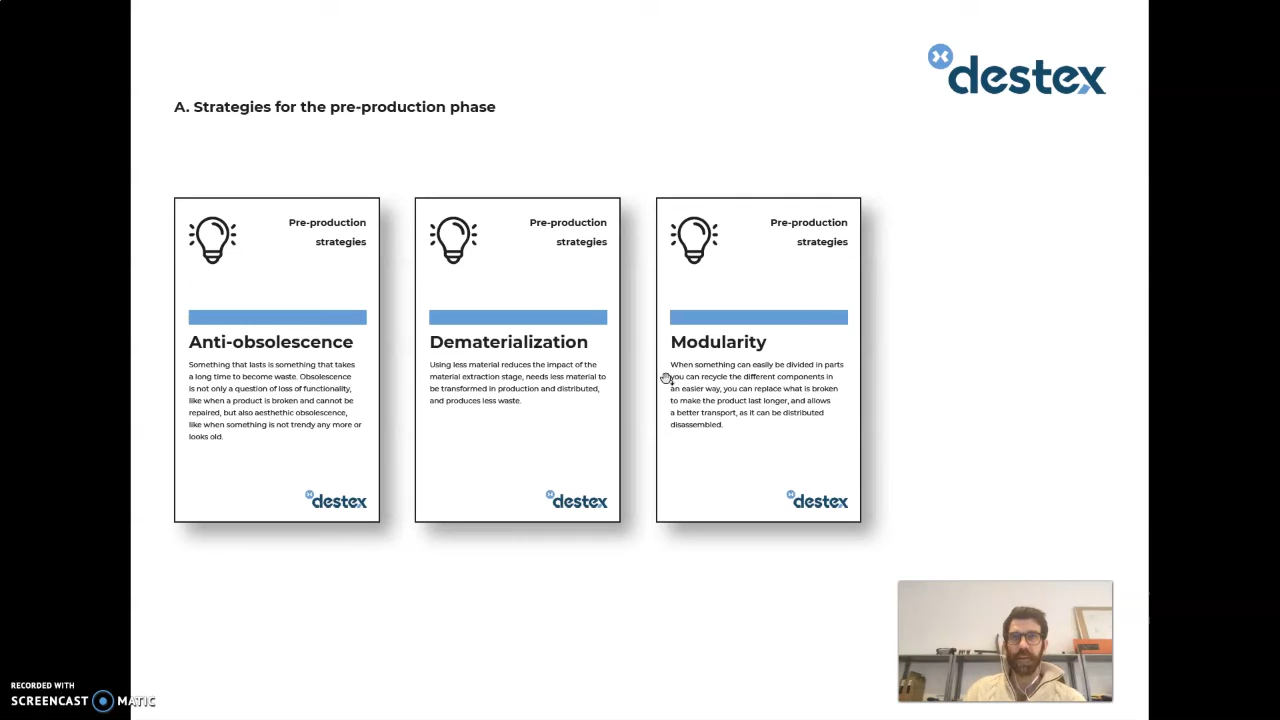 destex
A. Strategies for the pre-production phase
Pre-production
strategies
Anti-obsolescence
Something that lasts is something that takes
a long time to become waste. Obsolescence
is not only a question of loss of functionality,
like when a product is broken and cannot be
repaired, but also aesthethic obsolescence,
like when something is not trendy any more or
looks old.
destex
Pre-production
strategies
Dematerialization
Using less material reduces the impact of the
material extraction stage, needs less material to
be transformed in production and distributed,
and produces less waste.
destex
Pre-production
strategies
Modularity
When something can easily be divided in parts
you can recycle the different components in
an easier way, you can replace what is broken
to make the product last longer, and allows
a better transport, as it can be distributed
disassembled.
destex
RECORDED WITH
SCREENCAST MATIC